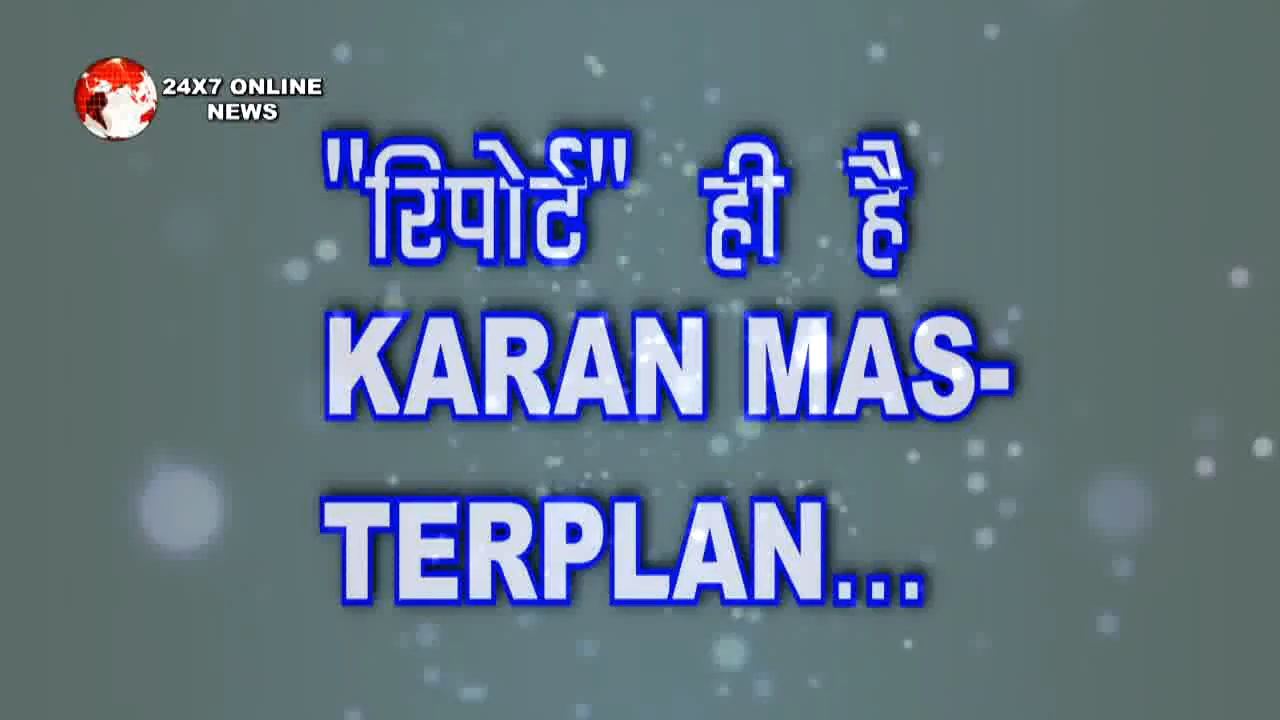 24X7 ONLINE
NEWS
"रिपोर्ट" ही है
KARAN MAS-
TERPLAN...